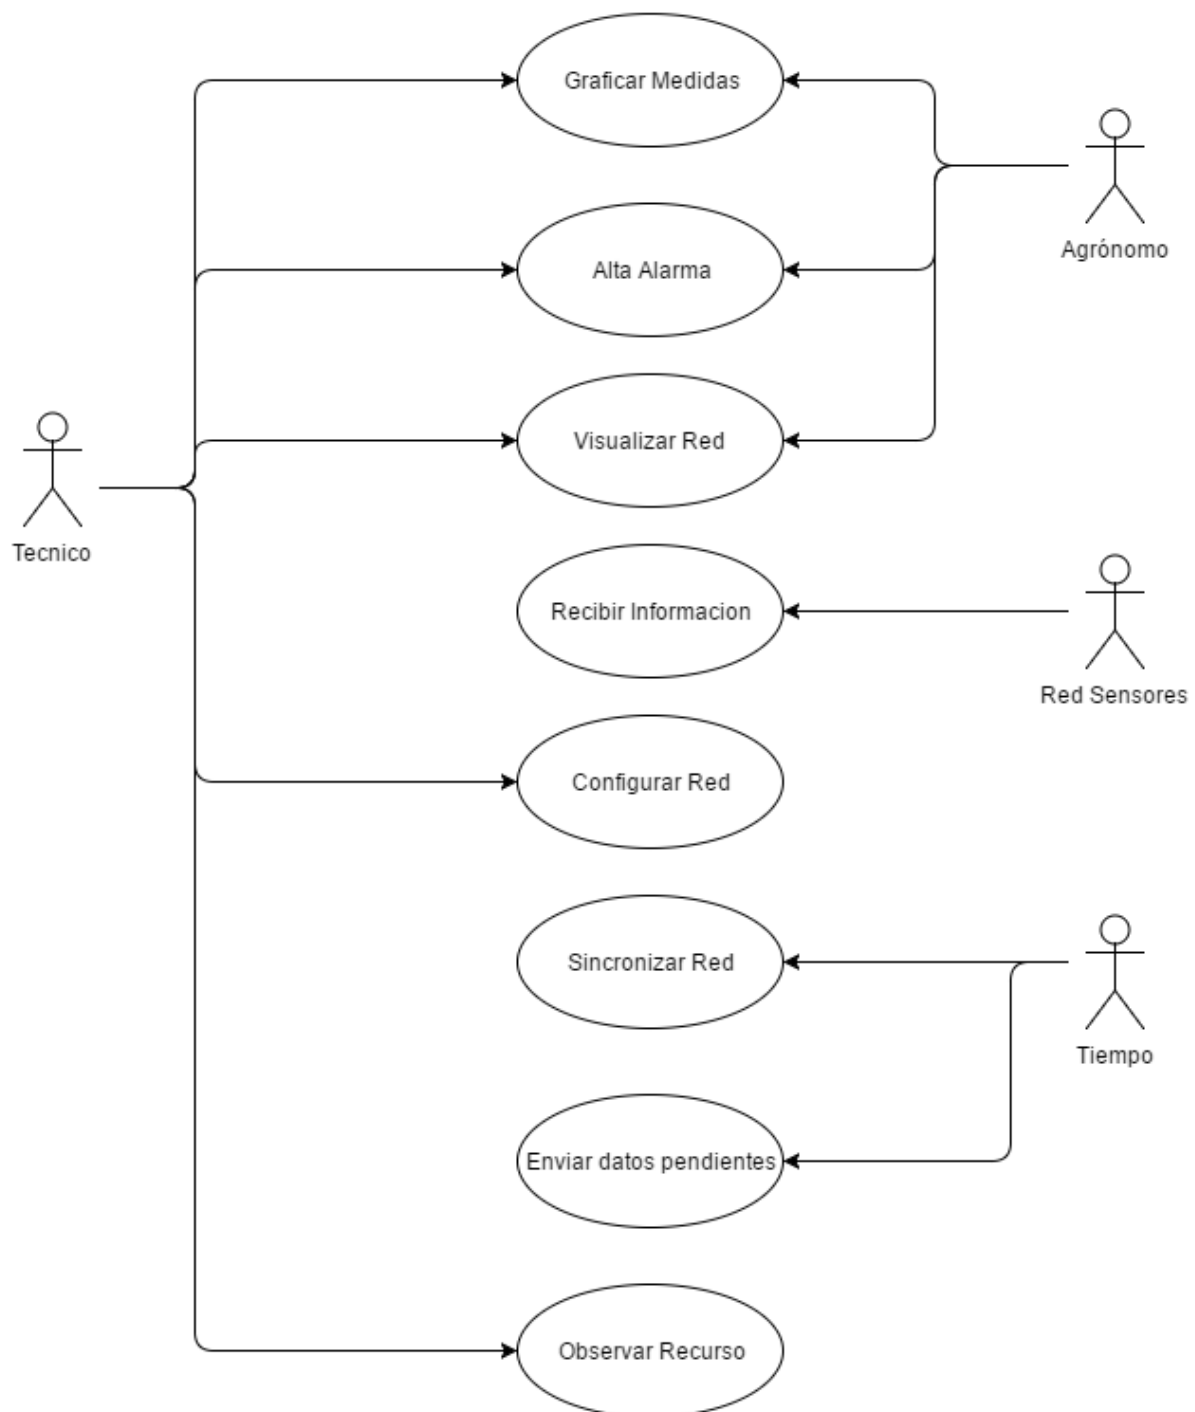 Graficar Medidas
Agrónomo
Alta Alarma
Visualizar Red
Tecnico
Recibir Informacion
Red Sensores
Configurar Red
Sincronizar Red
Tiempo
Enviar datos pendientes
Observar Recurso